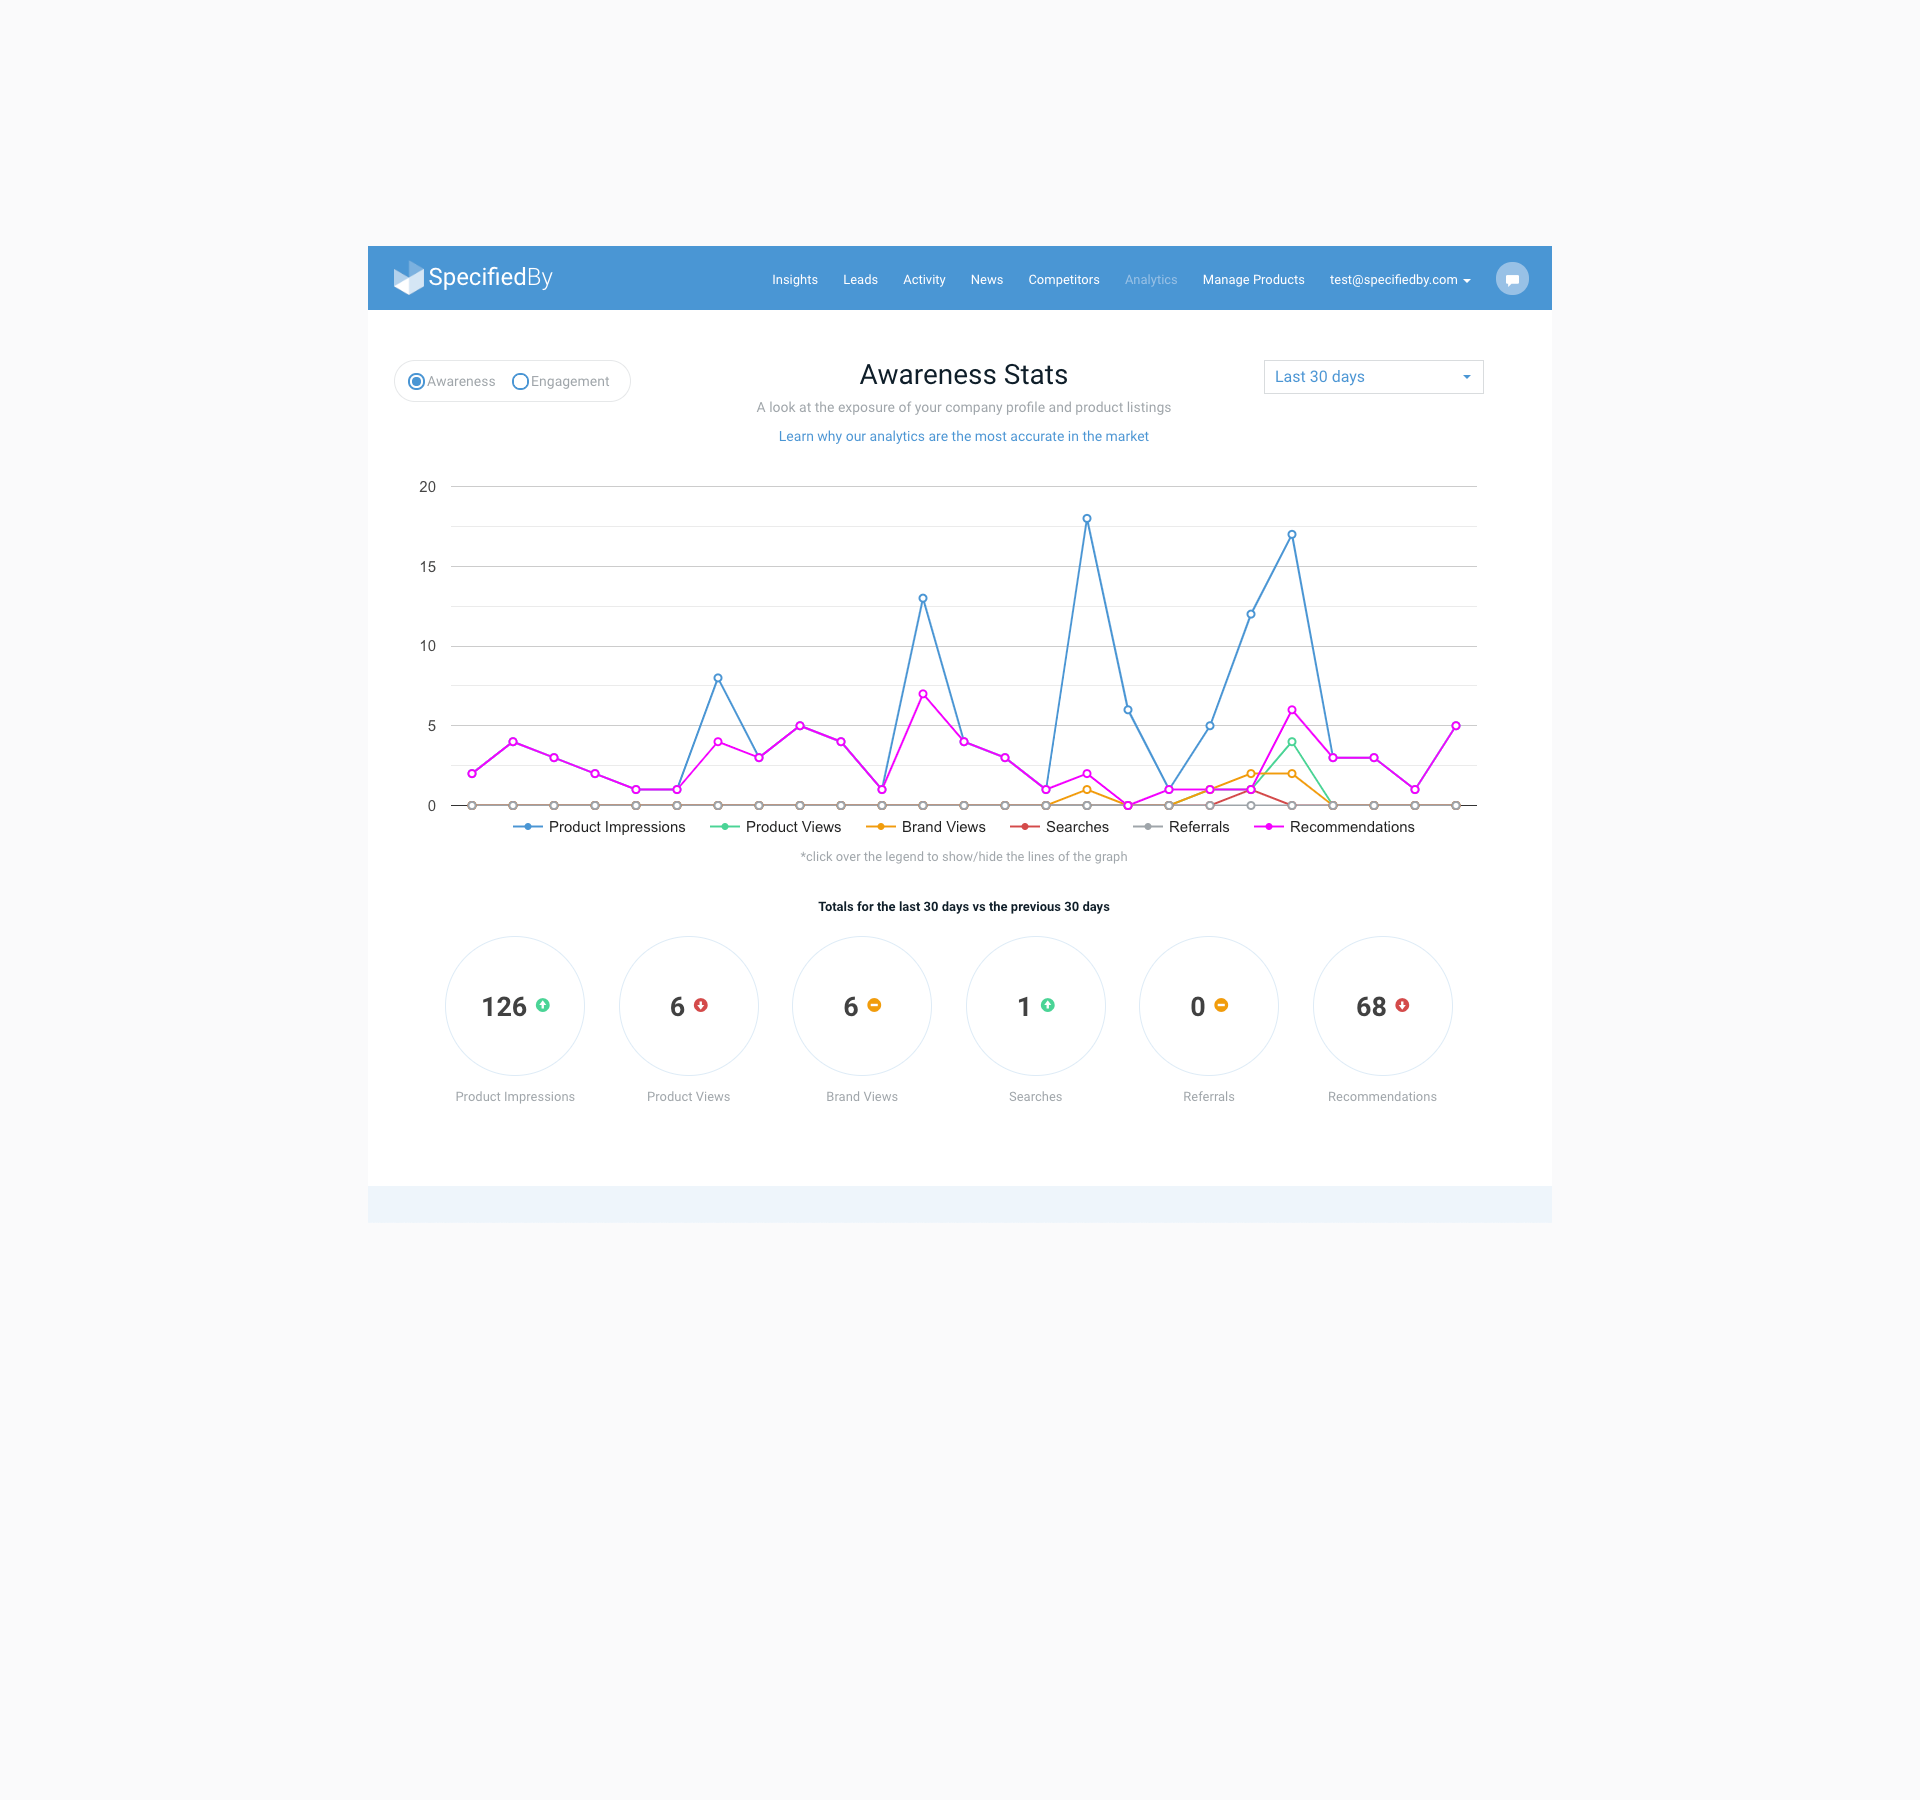 SpecifiedBy
Insights Leads Activity News Competitors Analytics Manage Products test@specifiedby.com
Awareness Engagement
Awareness Stats
Last 30 days
A look at the exposure of your company profile and product listings
Learn why our analytics are the most accurate in the market
20
15
10
5
0
Product Impressions Product Views Brand Views Searches Referrals Recommendations
*click over the legend to show/hide the lines of the graph
Totals for the last 30 days vs the previous 30 days
126 6 6 1 0 68
Product Impressions Product Views Brand Views Searches Referrals Recommendations